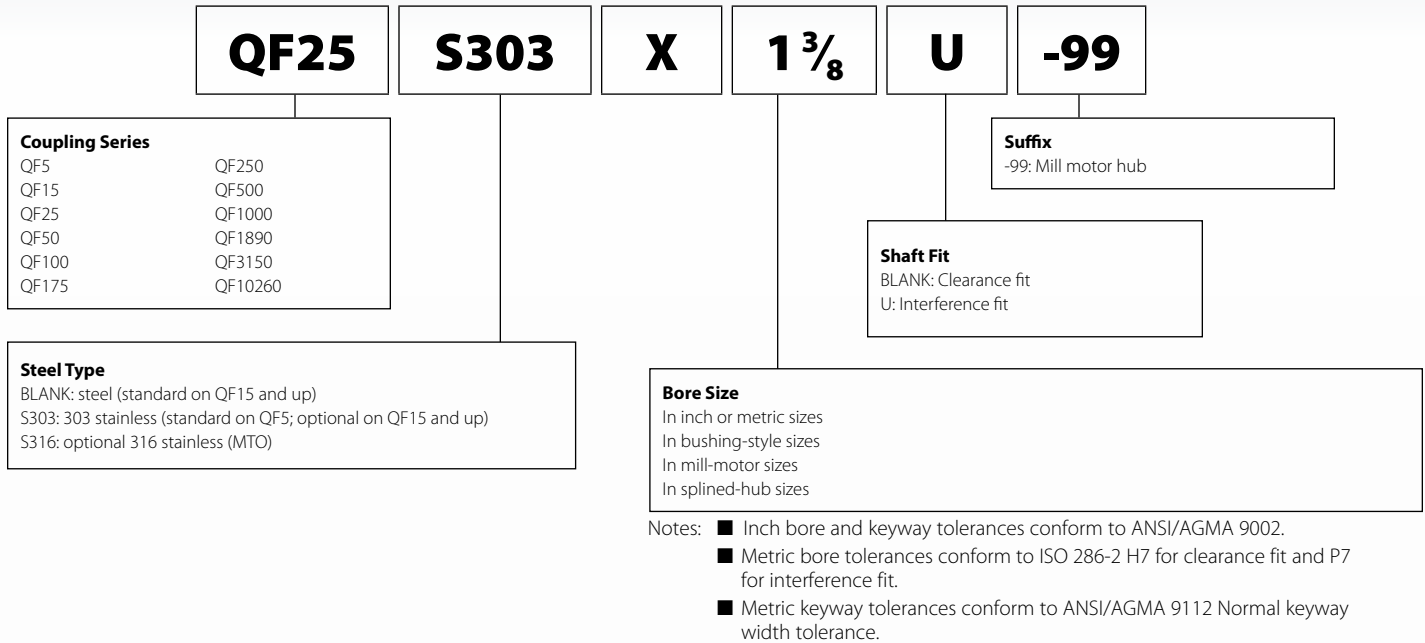 QF25 S303 X 1 ⅜ U -99
Coupling Series
QF5 QF250
QF15 QF500
QF25 QF1000
QF50 QF1890
QF100 QF3150
QF175 QF10260
Suffix
-99: Mill motor hub
Shaft Fit
BLANK: Clearance fit
U: Interference fit
Steel Type
BLANK: steel (standard on QF15 and up)
S303: 303 stainless (standard on QF5; optional on QF15 and up)
S316: optional 316 stainless (MTO)
Bore Size
In inch or metric sizes
In bushing-style sizes
In mill-motor sizes
In splined-hub sizes
Notes: ■ Inch bore and keyway tolerances conform to ANSI/AGMA 9002.
■ Metric bore tolerances conform to ISO 286-2 H7 for clearance fit and P7
for interference fit.
■ Metric keyway tolerances conform to ANSI/AGMA 9112 Normal keyway
width tolerance.